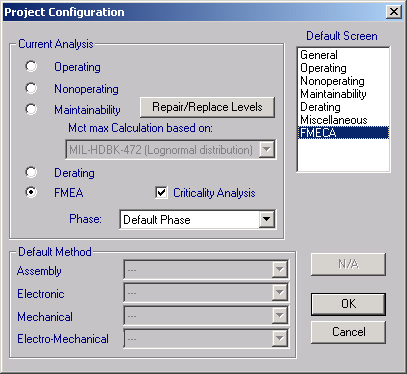 Project Configuration
Current Analysis
Operating
Nonoperating
Maintainability
Repair/Replace Levels
Mct max Calculation based on:
MIL-HDBK-472 (Lognormal distribution)
Derating
FMEA
Criticality Analysis
Phase:
Default Phase
Default Screen
General
Operating
Nonoperating
Maintainability
Derating
Miscellaneous
FMECA
Default Method
Assembly
---
Electronic
---
Mechanical
---
Electro-Mechanical
---
N/A
OK
Cancel